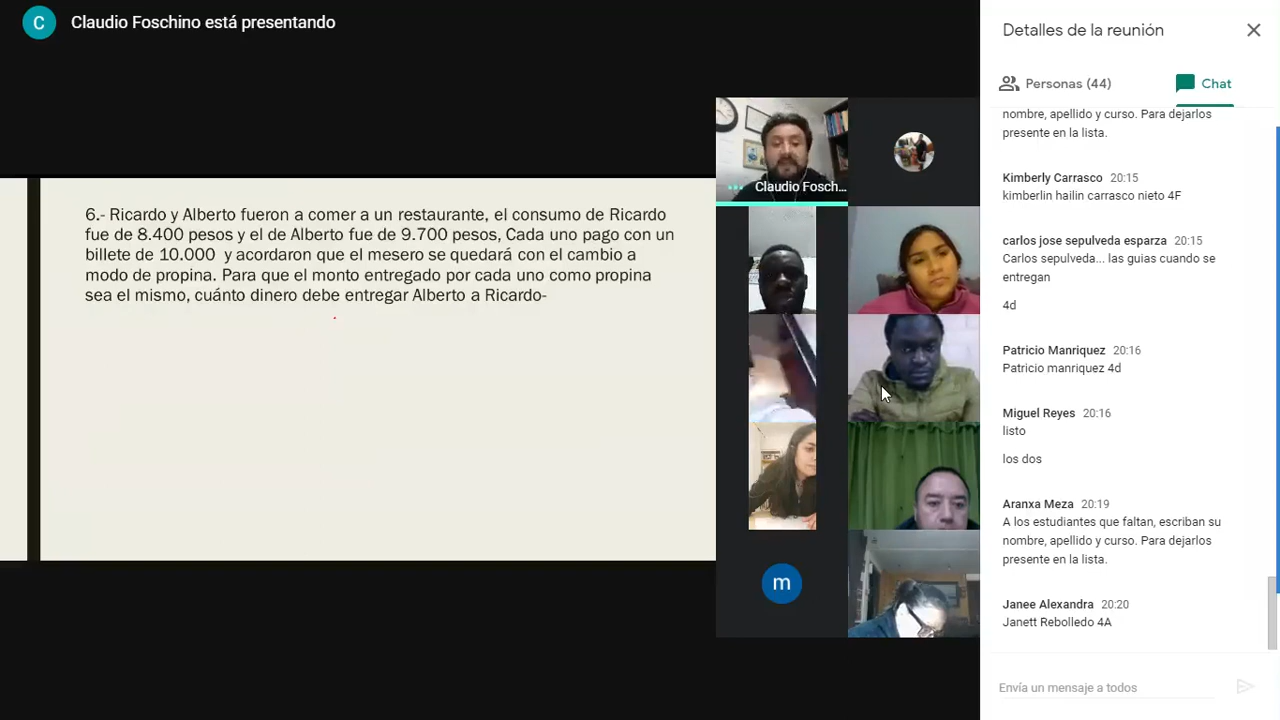 C
Claudio Foschino está presentando
6.- Ricardo y Alberto fueron a comer a un restaurante, el consumo de Ricardo
fue de 8.400 pesos y el de Alberto fue de 9.700 pesos, Cada uno pago con un
billete de 10.000  y acordaron que el mesero se quedará con el cambio a
modo de propina. Para que el monto entregado por cada uno como propina
sea el mismo, cuánto dinero debe entregar Alberto a Ricardo-
Claudio Fosch...
m
Detalles de la reunión
Personas (44)
Chat
nombre, apellido y curso. Para dejarlos
presente en la lista.
Kimberly Carrasco 20:15
kimberlin hailin carrasco nieto 4F
carlos jose sepulveda esparza 20:15
Carlos sepulveda... las guias cuando se
entregan
4d
Patricio Manriquez 20:16
Patricio manriquez 4d
Miguel Reyes 20:16
listo
los dos
Aranxa Meza 20:19
A los estudiantes que faltan, escriban su
nombre, apellido y curso. Para dejarlos
presente en la lista.
Janee Alexandra 20:20
Janett Rebolledo 4A
Envía un mensaje a todos